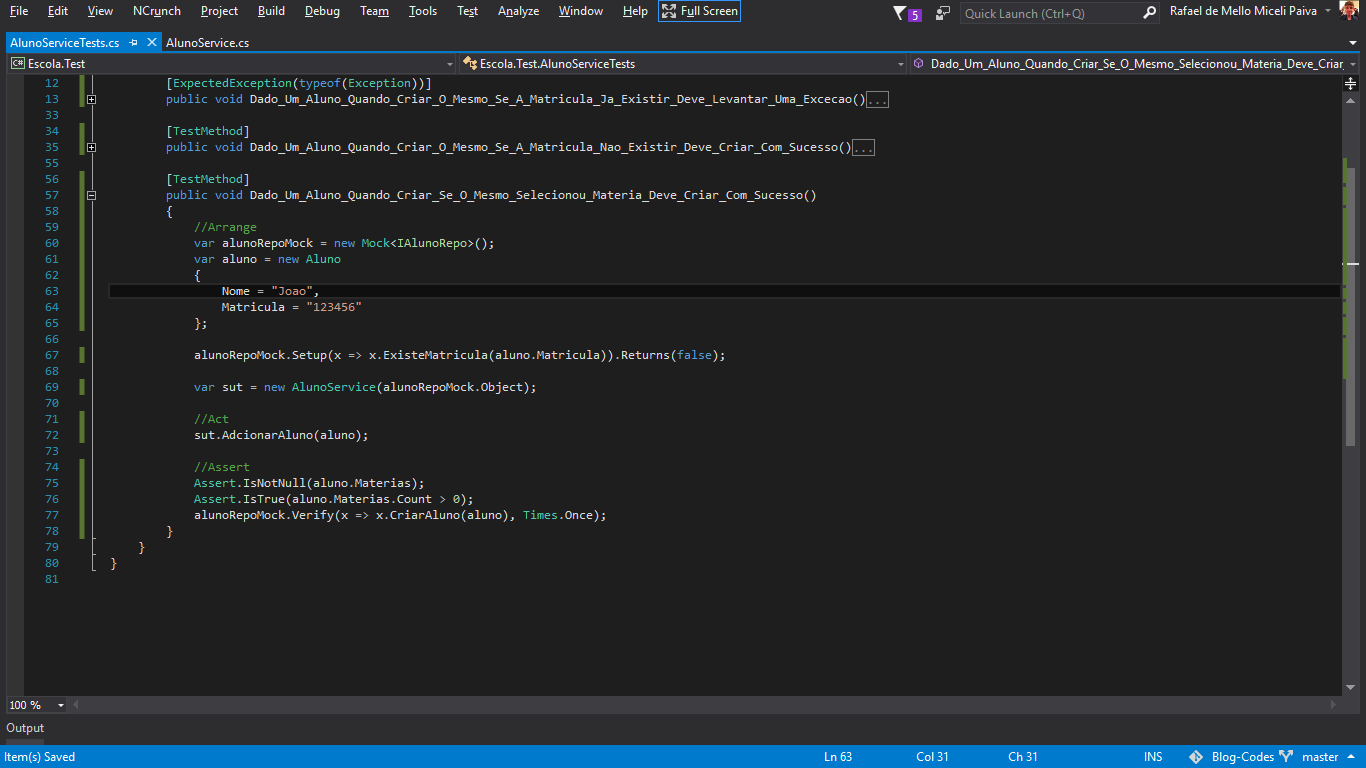 File Edit View NCrunch Project Build Debug Team Tools Test Analyze Window Help Full Screen 5 Quick Launch (Ctrl+Q) Rafael de Mello Miceli Paiva
AlunoServiceTests.cs AlunoService.cs
C# Escola.Test Escola.Test.AlunoServiceTests Dado_Um_Aluno_Quando_Criar_Se_O_Mesmo_Selecionou_Materia_Deve_Criar_
12 [ExpectedException(typeof(Exception))]
13 public void Dado_Um_Aluno_Quando_Criar_O_Mesmo_Se_A_Matricula_Ja_Existir_Deve_Levantar_Uma_Excecao()...
33
34 [TestMethod]
35 public void Dado_Um_Aluno_Quando_Criar_O_Mesmo_Se_A_Matricula_Nao_Existir_Deve_Criar_Com_Sucesso()...
55
56 [TestMethod]
57 public void Dado_Um_Aluno_Quando_Criar_Se_O_Mesmo_Selecionou_Materia_Deve_Criar_Com_Sucesso()
58 {
59 //Arrange
60 var alunoRepoMock = new Mock<IAlunoRepo>();
61 var aluno = new Aluno
62 {
63 Nome = "Joao",
64 Matricula = "123456"
65 };
66
67 alunoRepoMock.Setup(x => x.ExisteMatricula(aluno.Matricula)).Returns(false);
68
69 var sut = new AlunoService(alunoRepoMock.Object);
70
71 //Act
72 sut.AdcionarAluno(aluno);
73
74 //Assert
75 Assert.IsNotNull(aluno.Materias);
76 Assert.IsTrue(aluno.Materias.Count > 0);
77 alunoRepoMock.Verify(x => x.CriarAluno(aluno), Times.Once);
78 }
79 }
80 }
81
100 %
Output
Item(s) Saved Ln 63 Col 31 Ch 31 INS Blog-Codes master